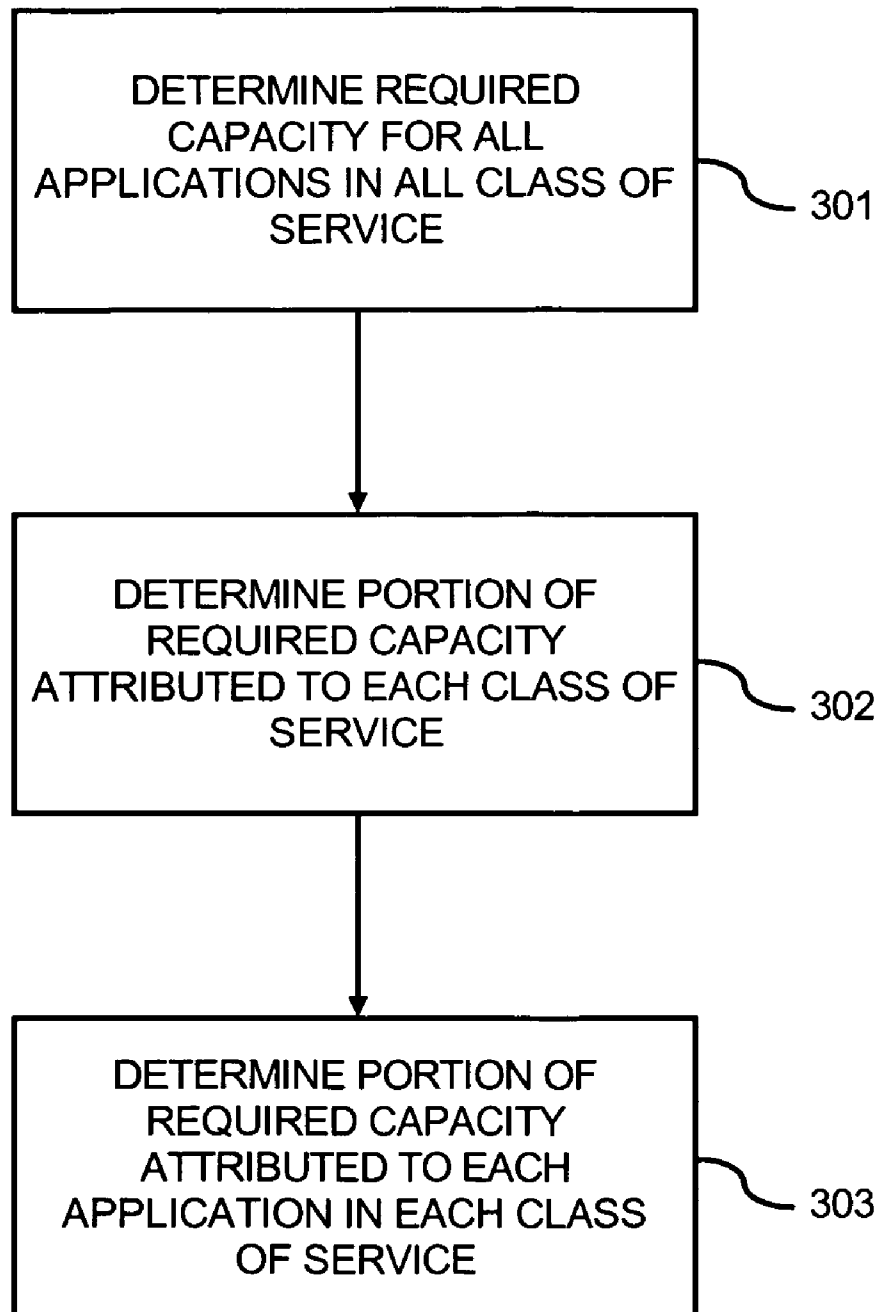 DETERMINE REQUIRED
CAPACITY FOR ALL
APPLICATIONS IN ALL CLASS OF
SERVICE
301
DETERMINE PORTION OF
REQUIRED CAPACITY
ATTRIBUTED TO EACH CLASS OF
SERVICE
302
DETERMINE PORTION OF
REQUIRED CAPACITY
ATTRIBUTED TO EACH
APPLICATION IN EACH CLASS
OF SERVICE
303